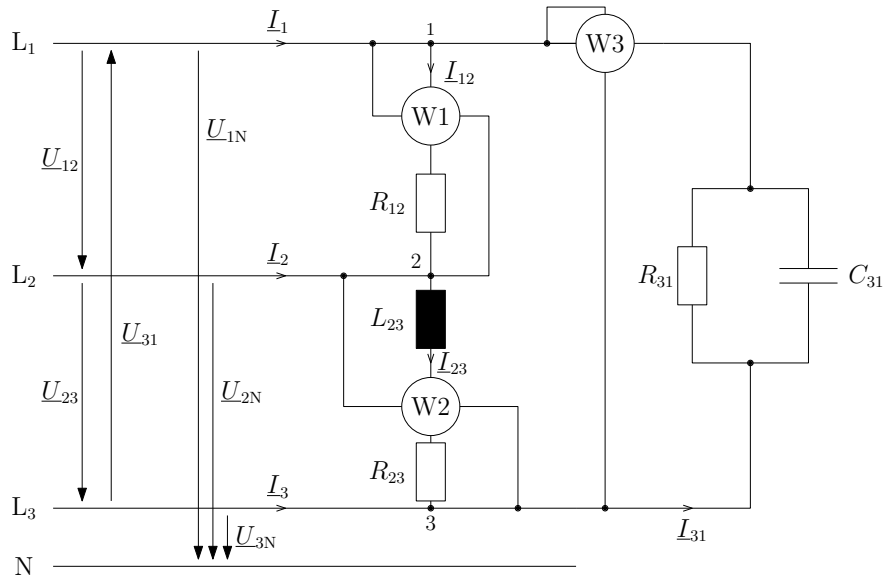 L1 I1 1 W3
I12
W1
U1N
U12
R12
L2 I2 2
R31 C31
L23
U31
I23
U23 U2N
W2
R23
L3 I3
3
I31
U3N
N